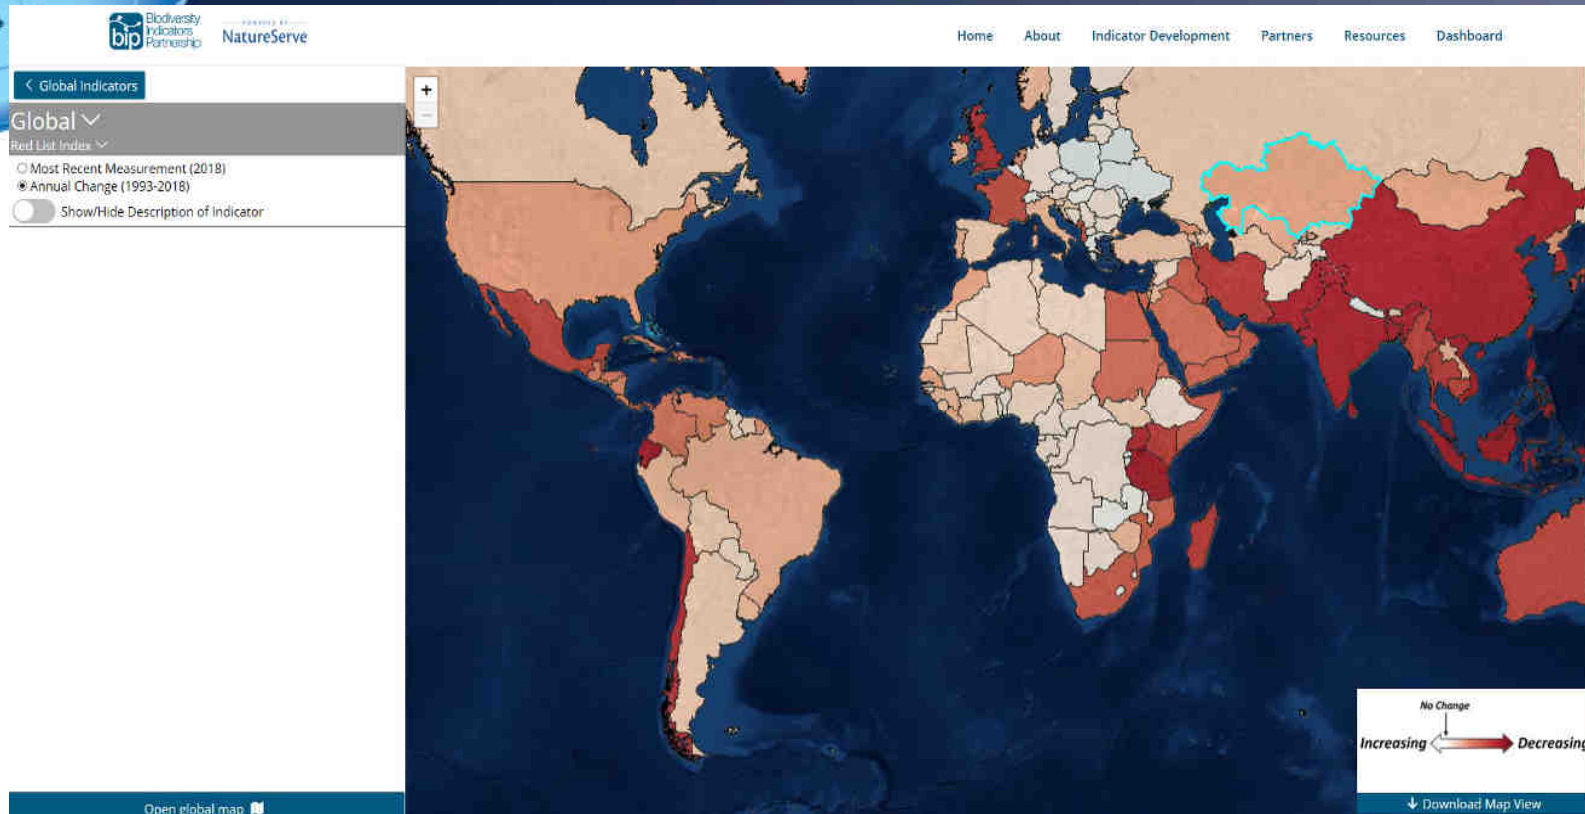 Biodiversity
Indicators
Partnership
bip
POWERED BY
NatureServe
Home About Indicator Development Partners Resources Dashboard
Global Indicators
Global
Red List Index
Most Recent Measurement (2018)
Annual Change (1993-2018)
Show/Hide Description of Indicator
Open global map
+
−
No Change
Increasing
Decreasing
Download Map View